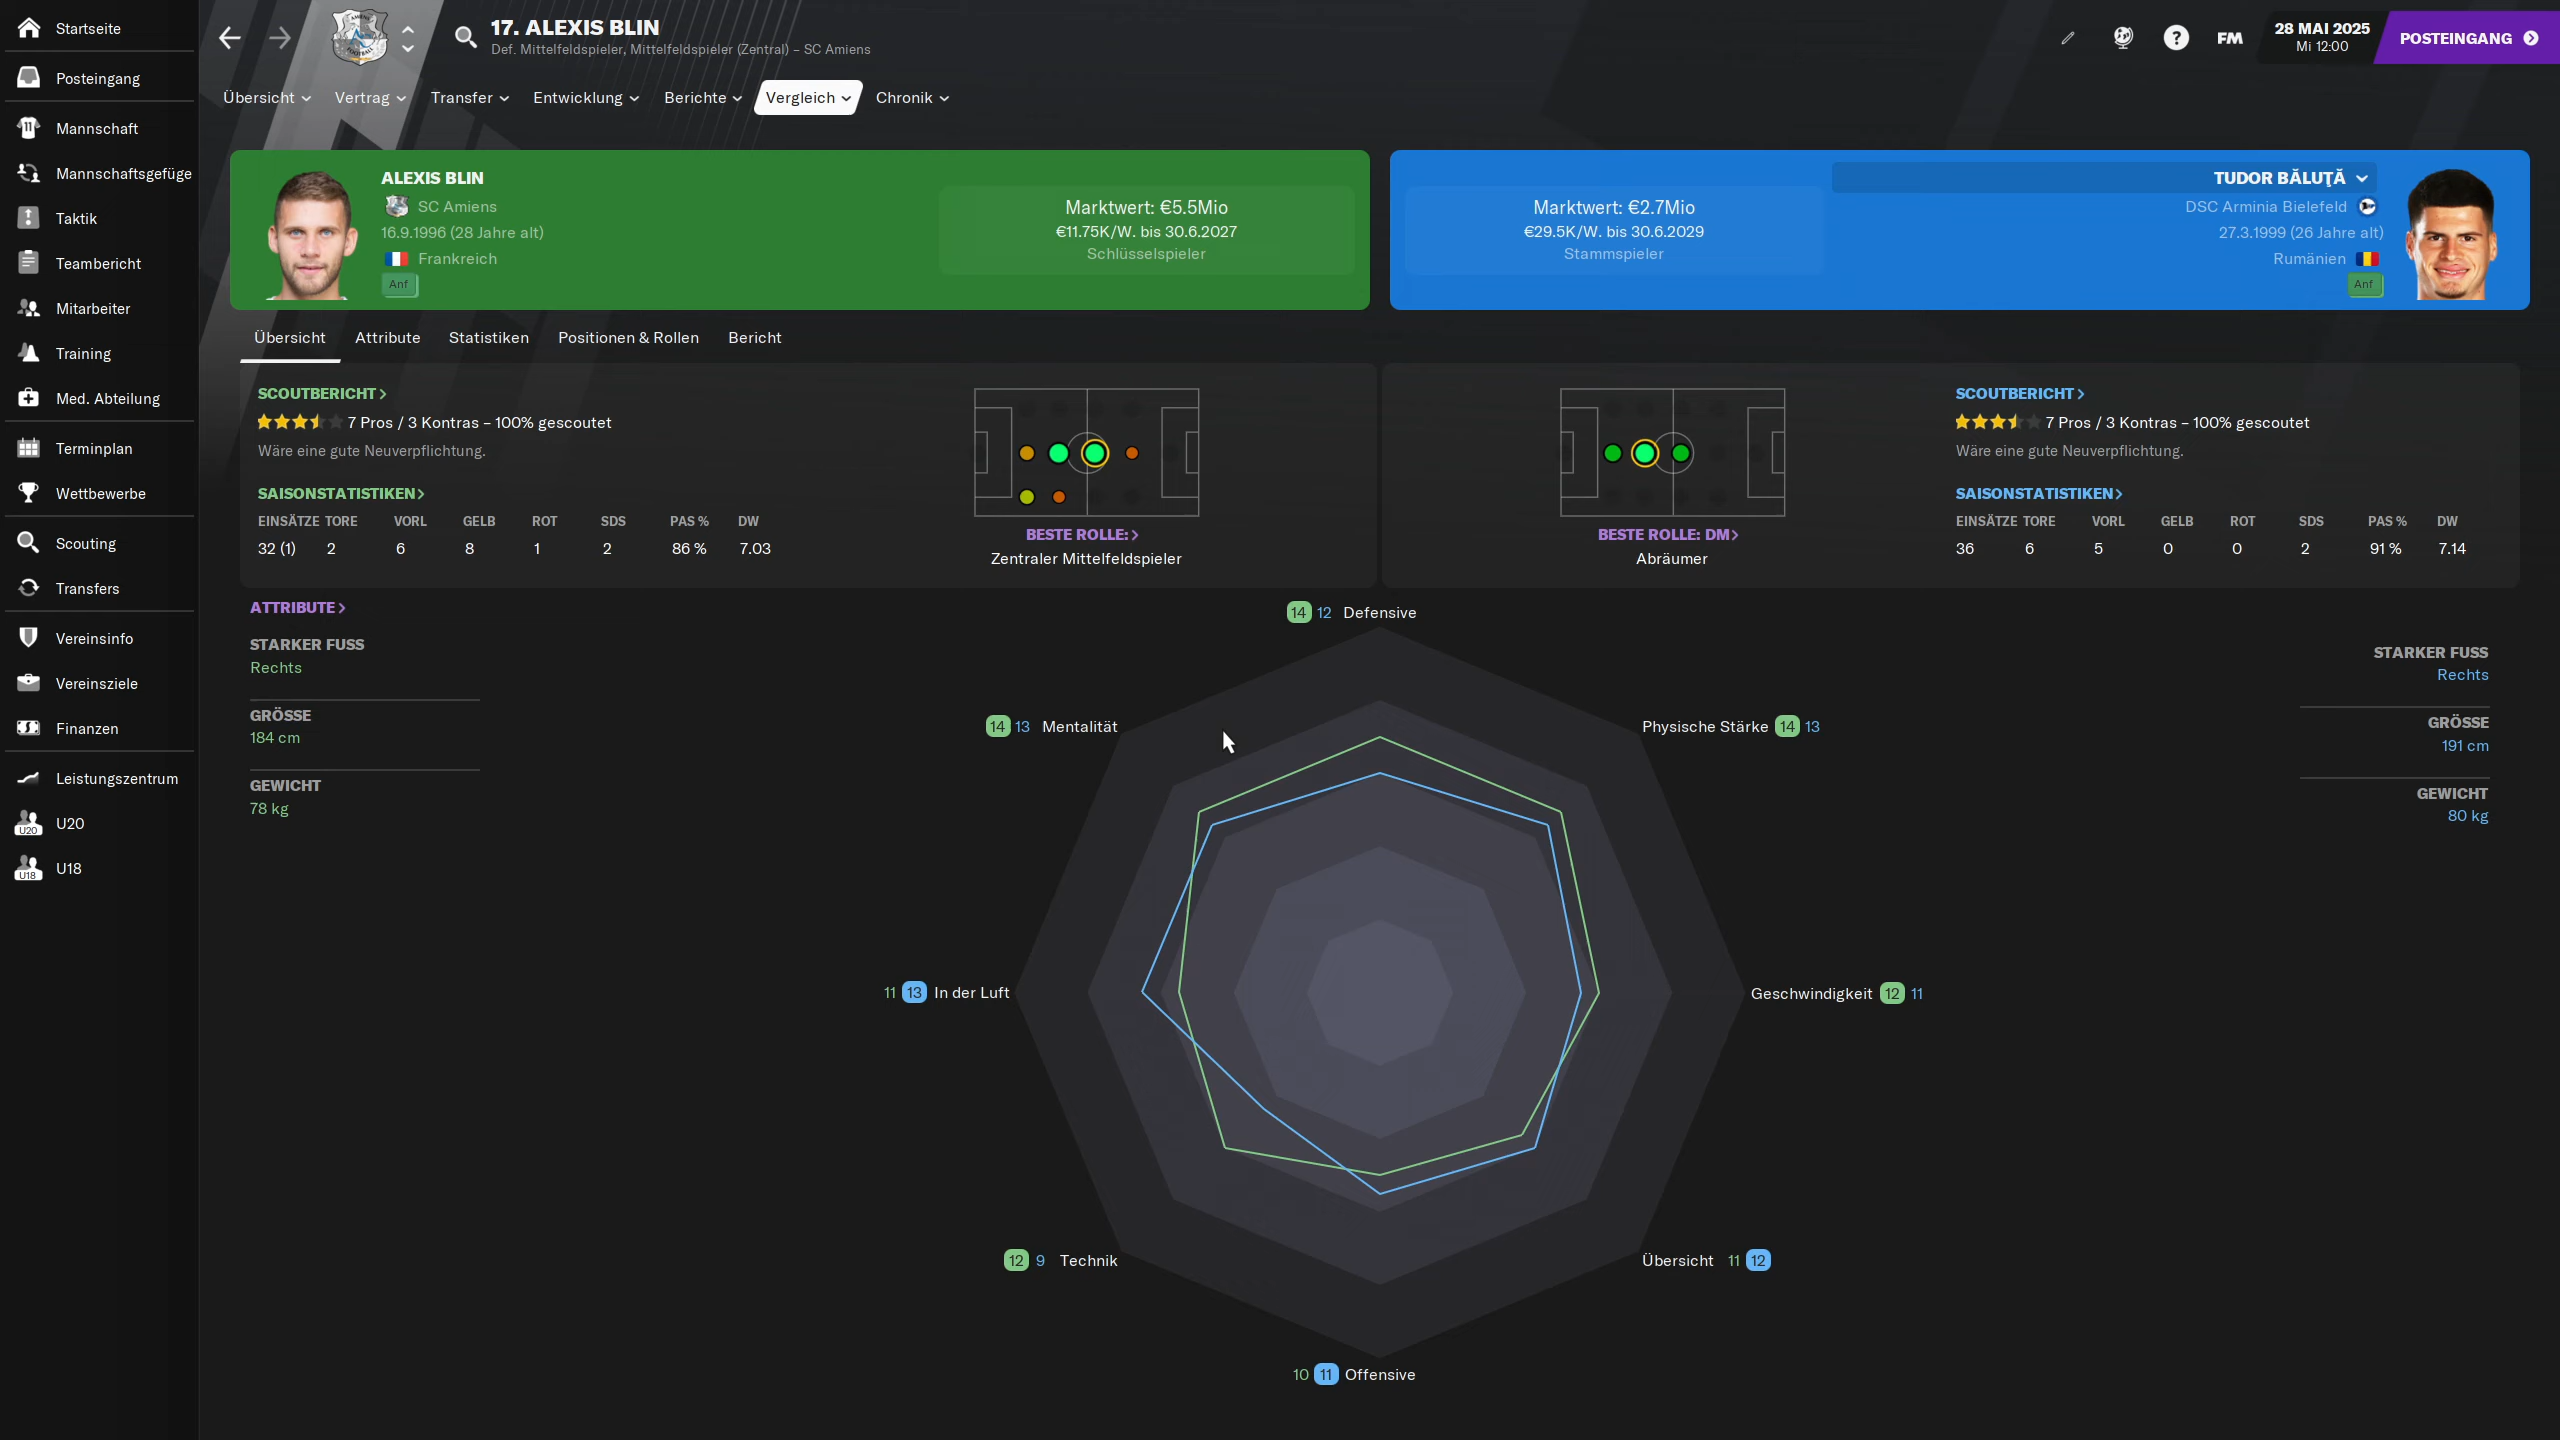 Startseite
Posteingang
Mannschaft
Mannschaftsgefüge
Taktik
Teambericht
Mitarbeiter
Training
Med. Abteilung
Terminplan
Wettbewerbe
Scouting
Transfers
Vereinsinfo
Vereinsziele
Finanzen
Leistungszentrum
U20 U20
U18 U18
17. ALEXIS BLIN
Def. Mittelfeldspieler, Mittelfeldspieler (Zentral) – SC Amiens
FM
28 MAI 2025
Mi 12:00
POSTEINGANG
Übersicht Vertrag Transfer Entwicklung Berichte Vergleich Chronik
ALEXIS BLIN
SC Amiens
16.9.1996 (28 Jahre alt)
Frankreich
Anf
Marktwert: €5.5Mio
€11.75K/W. bis 30.6.2027
Schlüsselspieler
Marktwert: €2.7Mio
€29.5K/W. bis 30.6.2029
Stammspieler
TUDOR BĂLUŢĂ
DSC Arminia Bielefeld
27.3.1999 (26 Jahre alt)
Rumänien
Anf
Übersicht Attribute Statistiken Positionen & Rollen Bericht
SCOUTBERICHT
7 Pros / 3 Kontras – 100% gescoutet
Wäre eine gute Neuverpflichtung.
SAISONSTATISTIKEN
EINSÄTZE TORE VORL GELB ROT SDS PAS % DW
32 (1) 2 6 8 1 2 86 % 7.03
BESTE ROLLE:
Zentraler Mittelfeldspieler
BESTE ROLLE: DM
Abräumer
SCOUTBERICHT
7 Pros / 3 Kontras – 100% gescoutet
Wäre eine gute Neuverpflichtung.
SAISONSTATISTIKEN
EINSÄTZE TORE VORL GELB ROT SDS PAS % DW
36 6 5 0 0 2 91 % 7.14
ATTRIBUTE
STARKER FUSS
Rechts
GRÖSSE
184 cm
GEWICHT
78 kg
14 12 Defensive
14 13 Mentalität
Physische Stärke 14 13
11 13 In der Luft
Geschwindigkeit 12 11
12 9 Technik
Übersicht 11 12
10 11 Offensive
STARKER FUSS
Rechts
GRÖSSE
191 cm
GEWICHT
80 kg